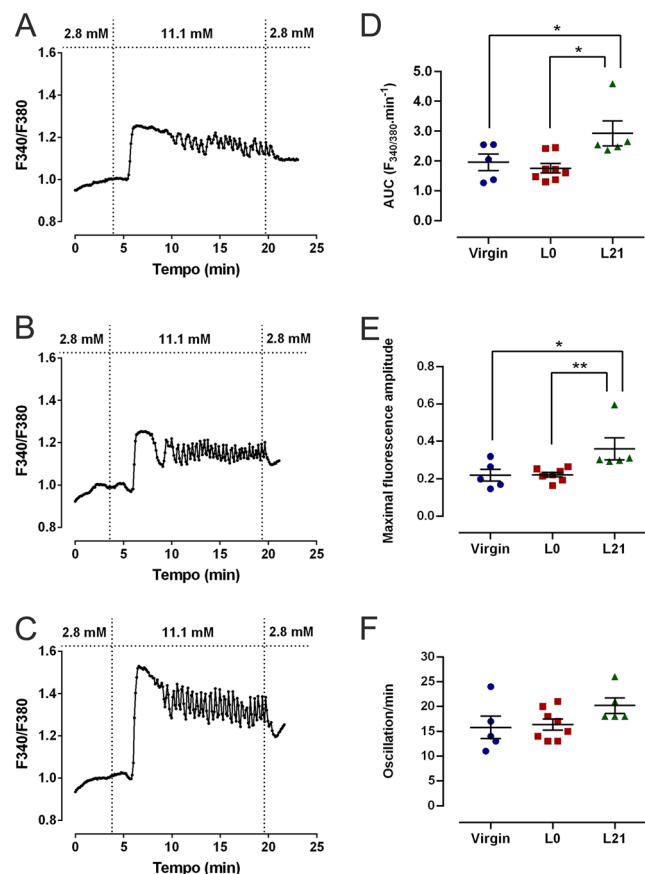 A
2.8 mM 11.1 mM 2.8 mM
F340/F380
1.6
1.4
1.2
1.0
0.8
0 5 10 15 20 25
Tempo (min)
B
2.8 mM 11.1 mM 2.8 mM
F340/F380
1.6
1.4
1.2
1.0
0.8
0 5 10 15 20 25
Tempo (min)
C
2.8 mM 11.1 mM 2.8 mM
F340/F380
1.6
1.4
1.2
1.0
0.8
0 5 10 15 20 25
Tempo (min)
D
*
*
AUC (F340/380.min-1)
5.0
4.0
3.0
2.0
1.0
0.0
Virgin L0 L21
E
*
**
Maximal fluorescence amplitude
0.8
0.6
0.4
0.2
0.0
Virgin L0 L21
F
Oscillation/min
30
25
20
15
10
5
0
Virgin L0 L21